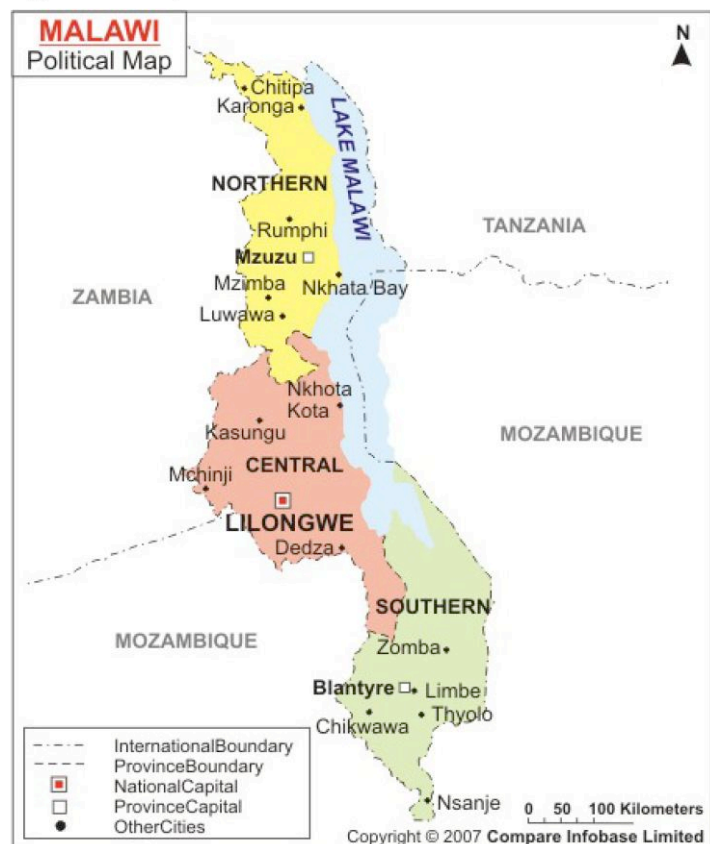 MALAWI
Political Map
N
Chitipa
Karonga
LAKE MALAWI
NORTHERN
TANZANIA
Rumphi
Mzuzu
Mzimba
Nkhata Bay
ZAMBIA
Luwawa
Nkhota
Kota
Kasungu
MOZAMBIQUE
CENTRAL
Mchinji
LILONGWE
Dedza
SOUTHERN
MOZAMBIQUE
Zomba
Blantyre
Limbe
Chikwawa
Thyolo
InternationalBoundary
ProvinceBoundary
NationalCapital
ProvinceCapital
OtherCities
Nsanje
0 50 100 Kilometers
Copyright © 2007 Compare Infobase Limited